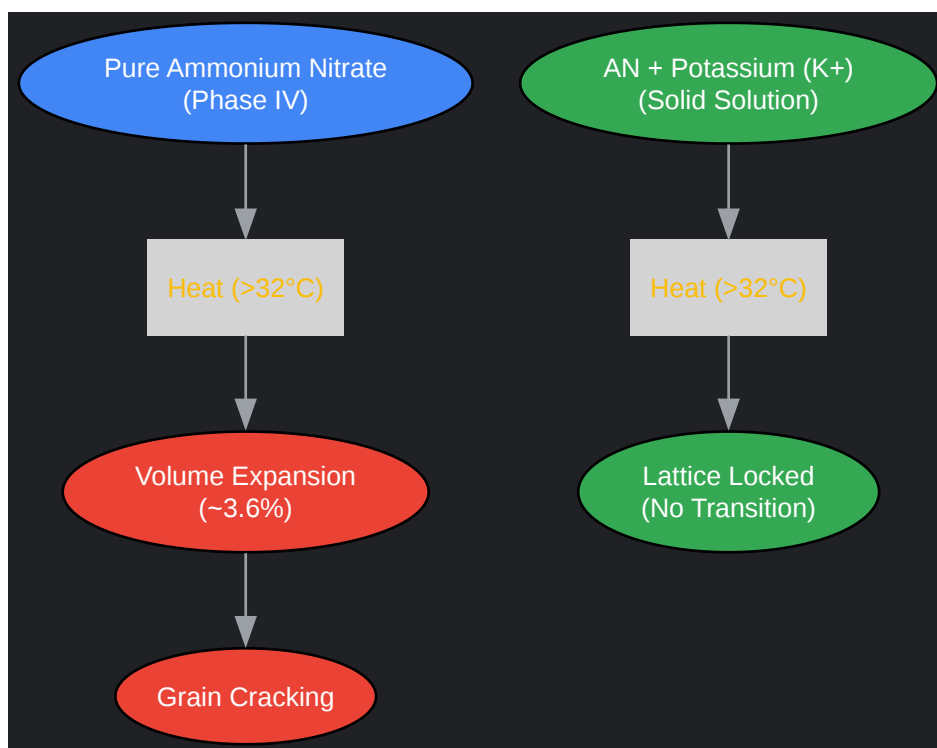 Pure Ammonium Nitrate
(Phase IV)
AN + Potassium (K+)
(Solid Solution)
Heat (>32°C)
Heat (>32°C)
Volume Expansion
(~3.6%)
Lattice Locked
(No Transition)
Grain Cracking